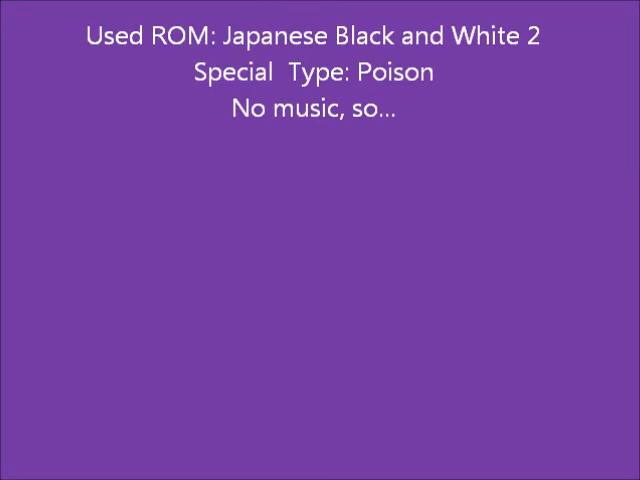 Used ROM: Japanese Black and White 2
Special  Type: Poison
No music, so...